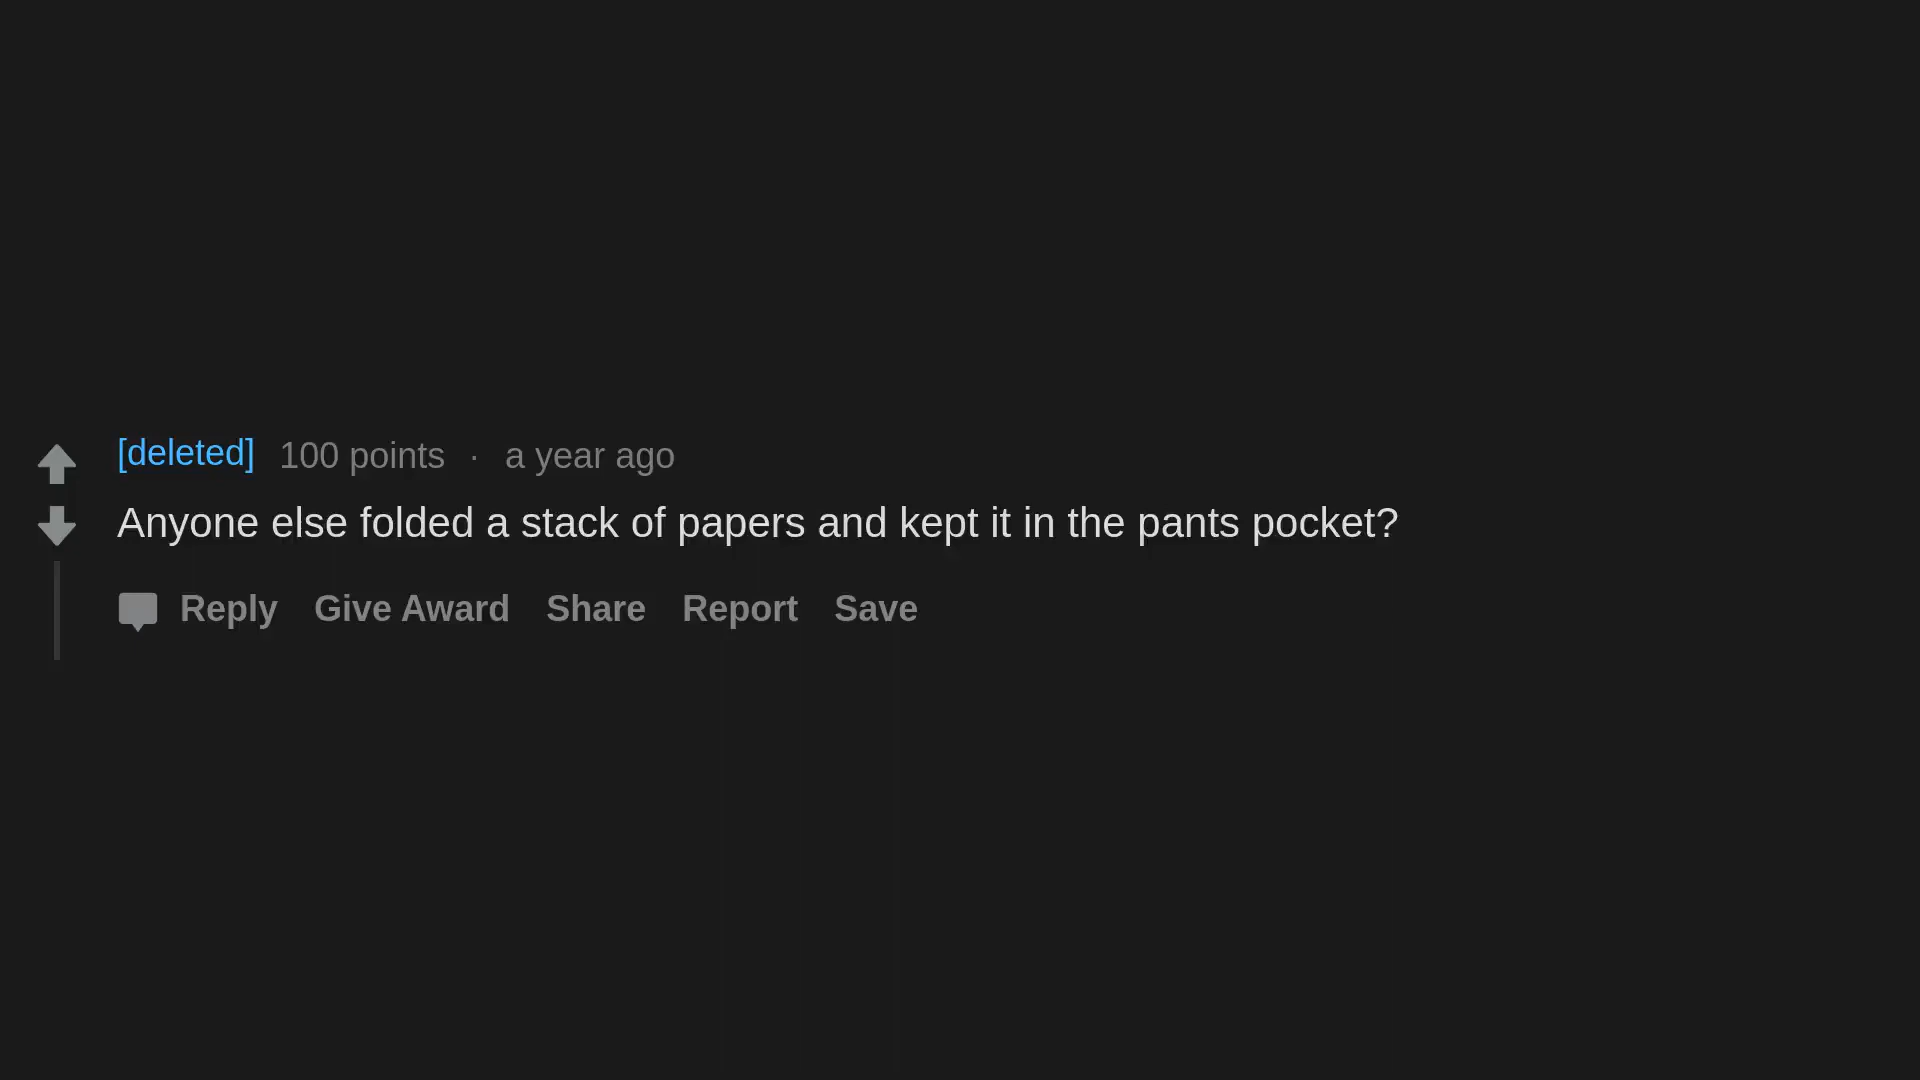 [deleted] 100 points · a year ago
Anyone else folded a stack of papers and kept it in the pants pocket?
Reply Give Award Share Report Save